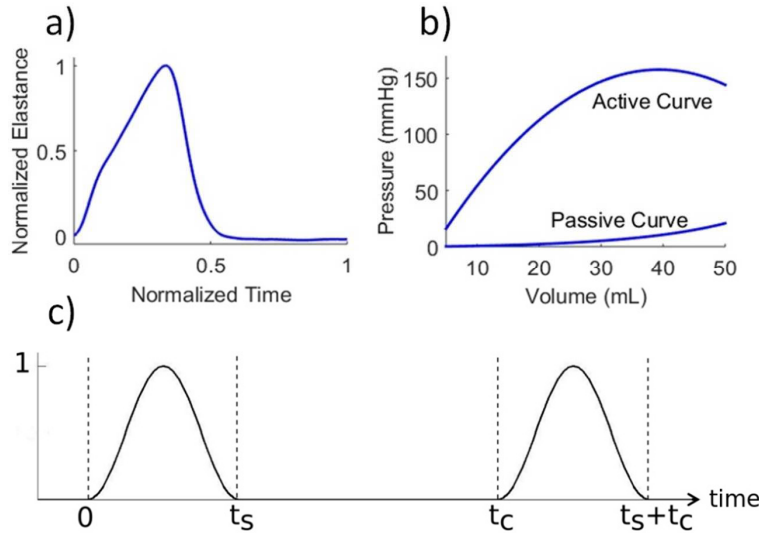 a)
Normalized Elastance
1
0.5
0
0 0.5 1
Normalized Time
b)
Pressure (mmHg)
150
100
50
0
Active Curve
Passive Curve
10 20 30 40 50
Volume (mL)
c)
1
0 tS tC tS+tC
time